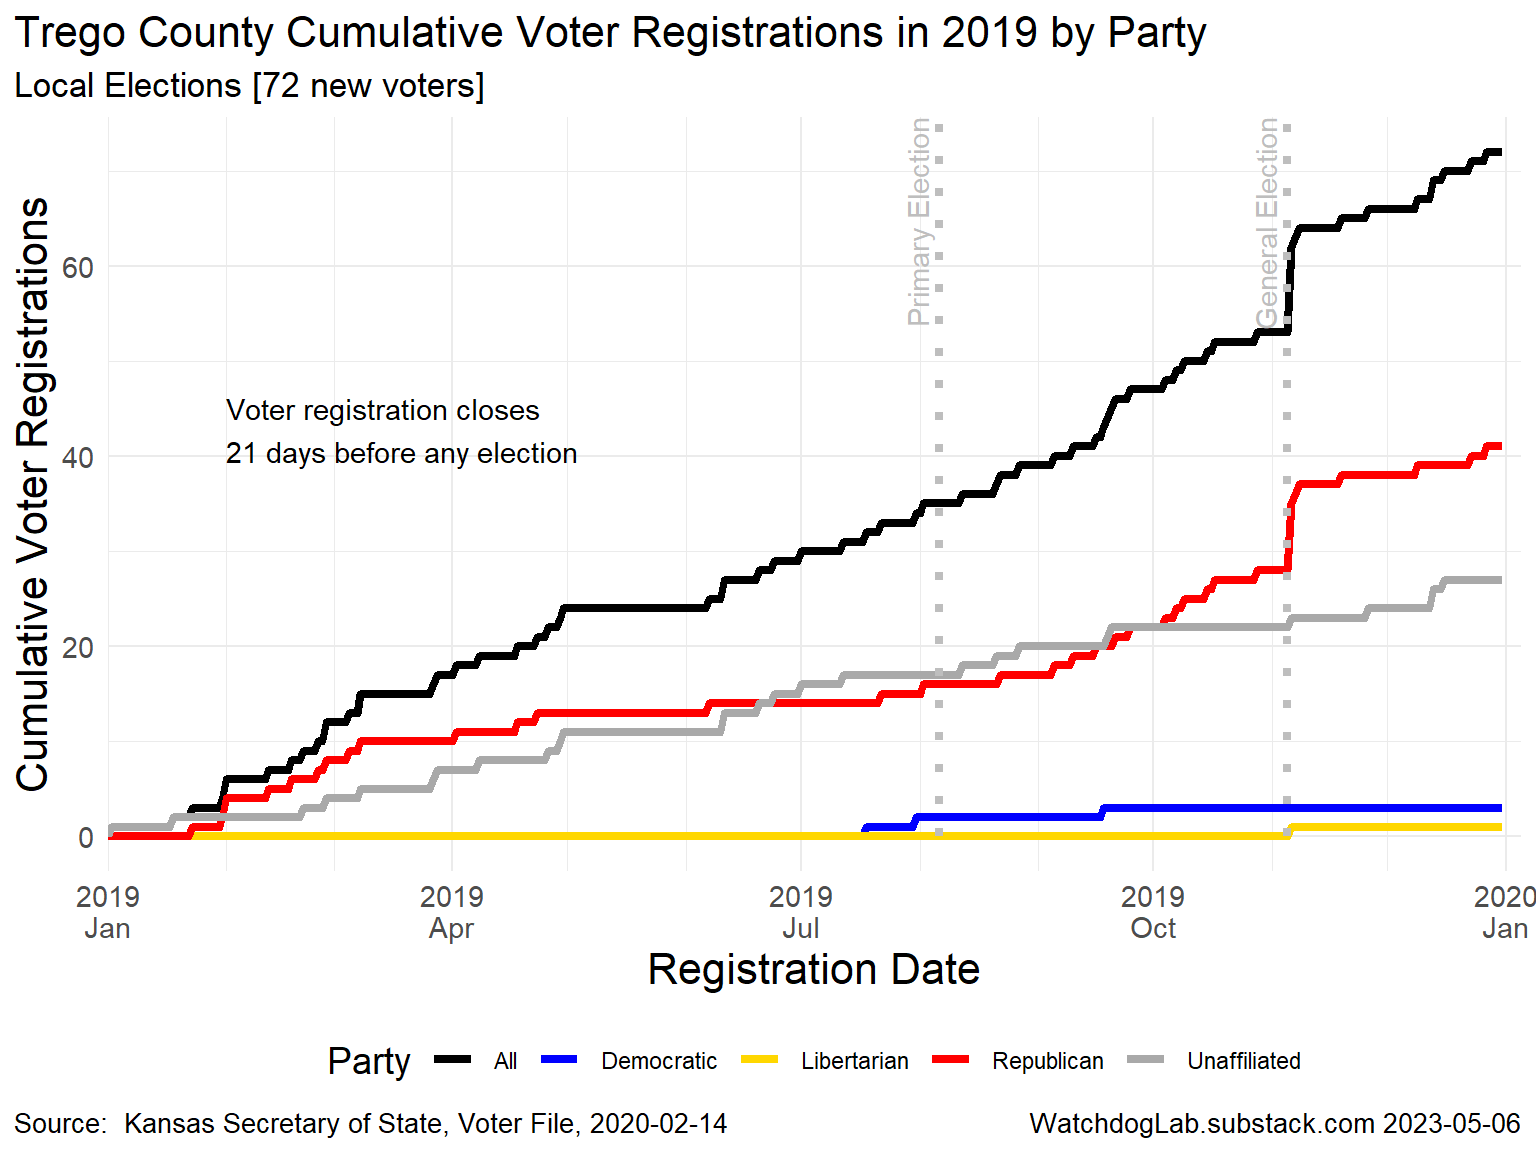 Trego County Cumulative Voter Registrations in 2019 by Party
Local Elections [72 new voters]
Cumulative Voter Registrations
60
40
20
0
Primary Election
General Election
Voter registration closes
21 days before any election
2019 2019 2019 2019 2020
Jan Apr Jul Oct Jan
Registration Date
Party All Democratic Libertarian Republican Unaffiliated
Source:  Kansas Secretary of State, Voter File, 2020-02-14 WatchdogLab.substack.com 2023-05-06